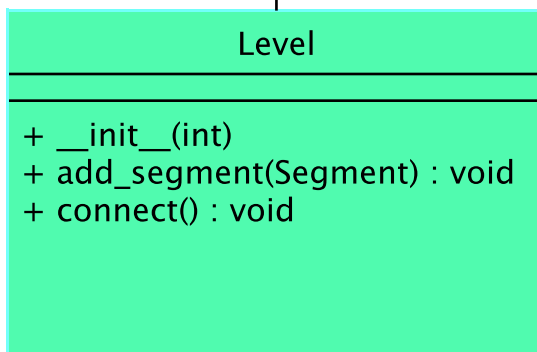 Level
+ __init__(int)
+ add_segment(Segment) : void
+ connect() : void